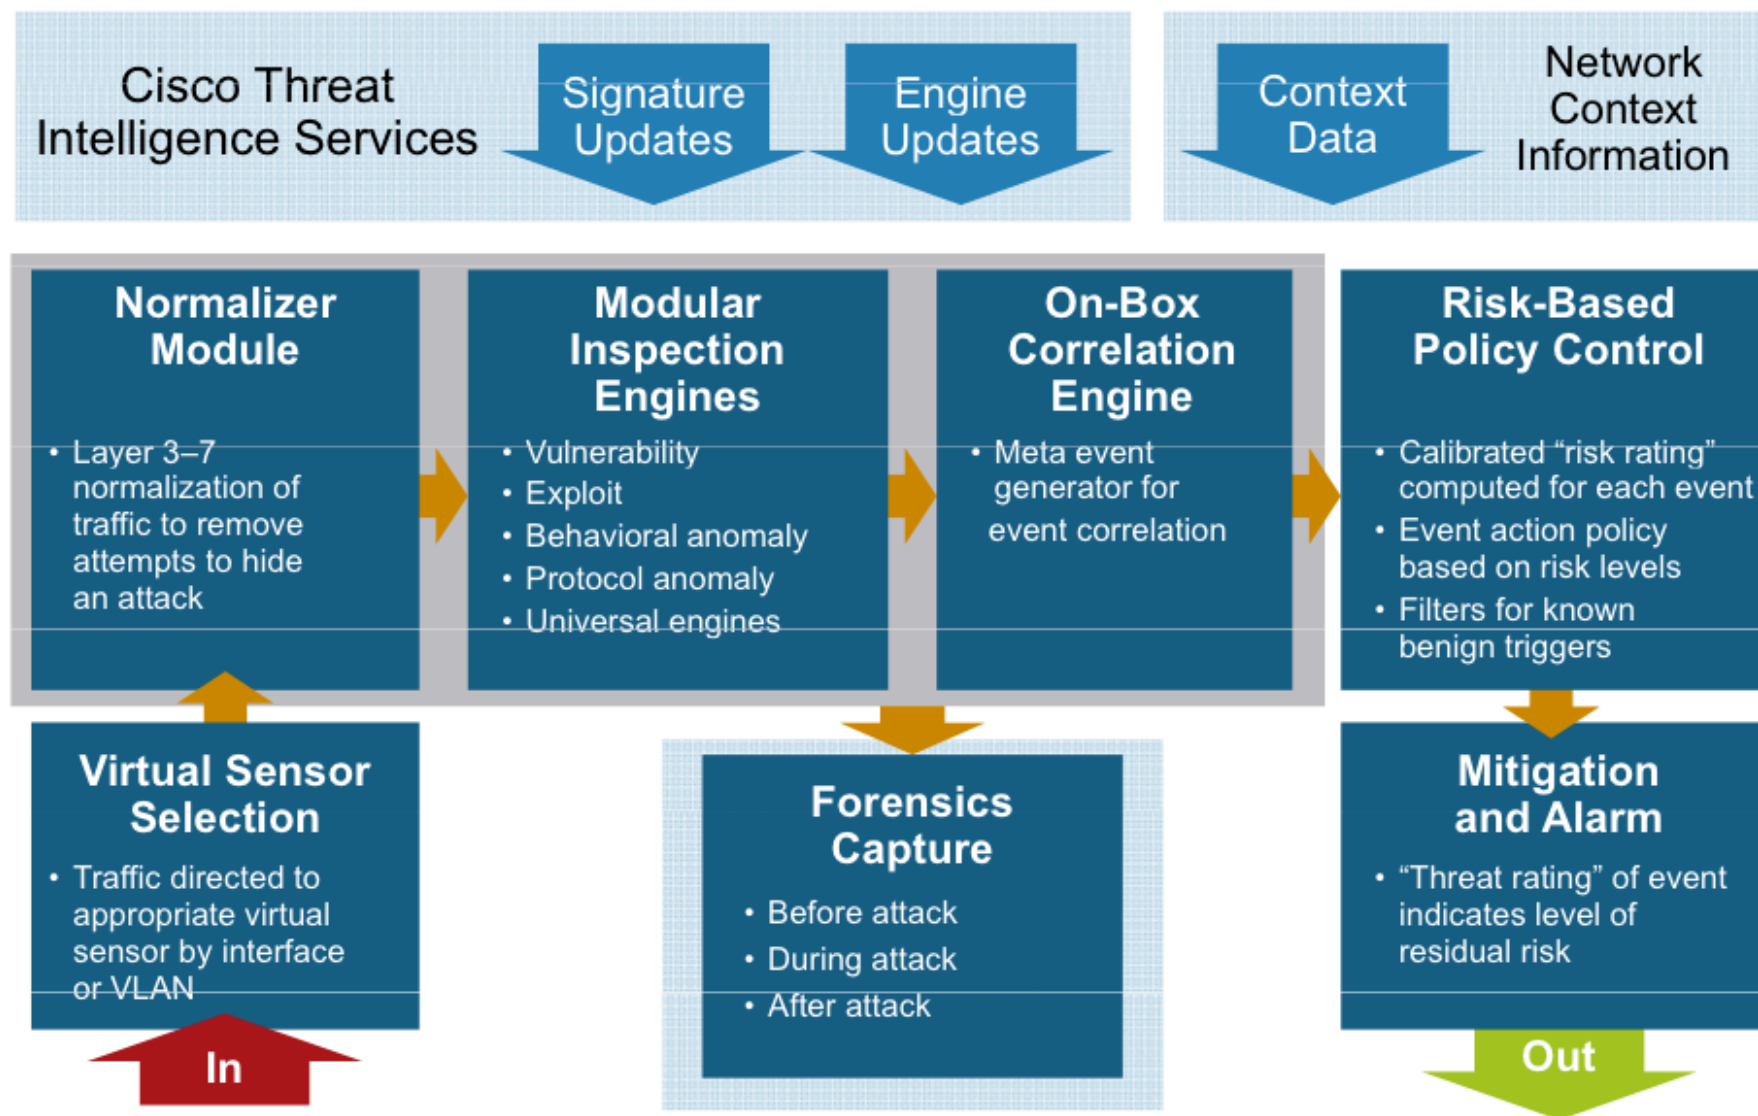 Cisco Threat
Intelligence Services
Signature
Updates
Engine
Updates
Context
Data
Network
Context
Information
Normalizer
Module
• Layer 3–7
normalization of
traffic to remove
attempts to hide
an attack
Modular
Inspection
Engines
• Vulnerability
• Exploit
• Behavioral anomaly
• Protocol anomaly
• Universal engines
On-Box
Correlation
Engine
• Meta event
generator for
event correlation
Risk-Based
Policy Control
• Calibrated “risk rating”
computed for each event
• Event action policy
based on risk levels
• Filters for known
benign triggers
Virtual Sensor
Selection
• Traffic directed to
appropriate virtual
sensor by interface
or VLAN
In
Forensics
Capture
• Before attack
• During attack
• After attack
Mitigation
and Alarm
• “Threat rating” of event
indicates level of
residual risk
Out